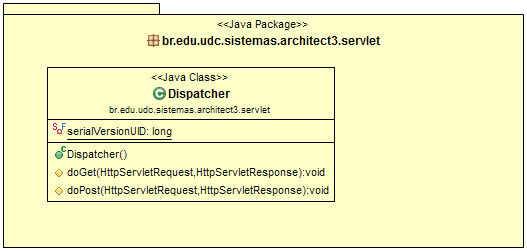 <<Java Package>>
br.edu.udc.sistemas.architect3.servlet
<<Java Class>>
Dispatcher
br.edu.udc.sistemas.architect3.servlet
SF serialVersionUID: long
C Dispatcher()
doGet(HttpServletRequest,HttpServletResponse):void
doPost(HttpServletRequest,HttpServletResponse):void